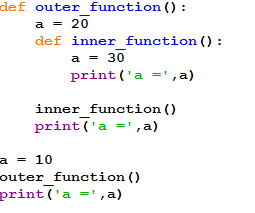 def outer_function():
    a = 20
    def inner_function():
        a = 30
        print('a =',a)

    inner_function()
    print('a =',a)

a = 10
outer_function()
print('a =',a)